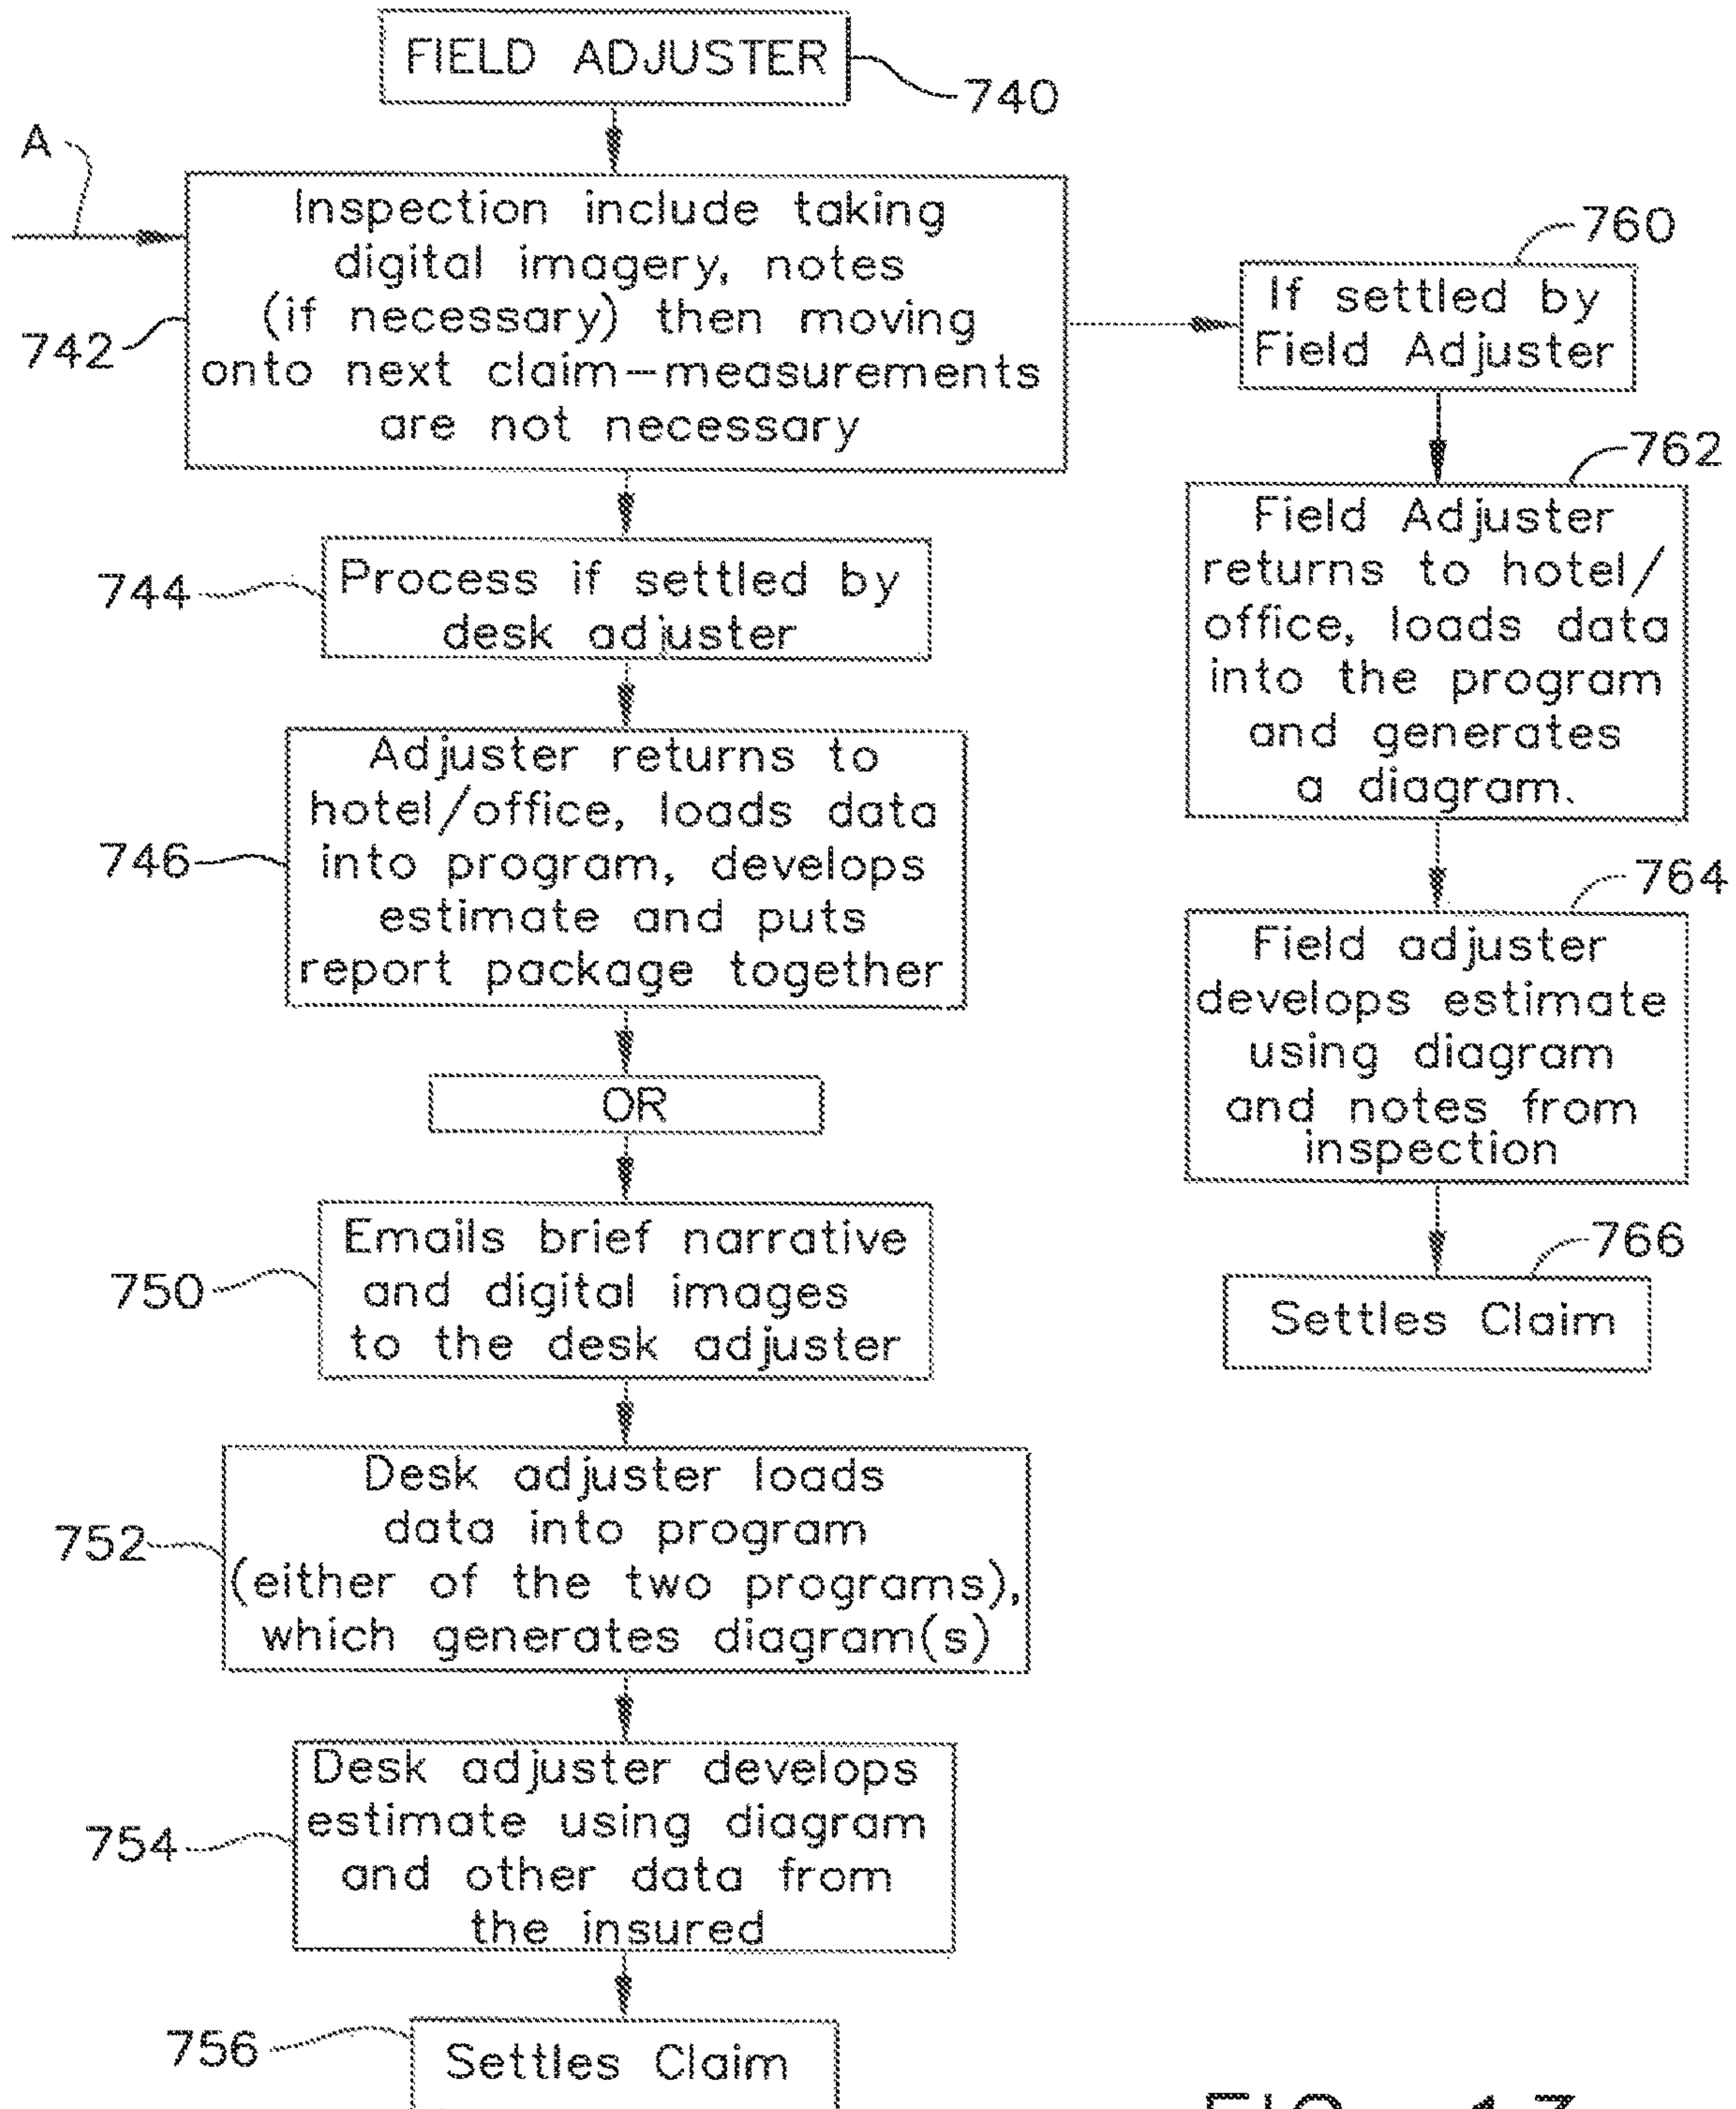 FIELD ADJUSTER
740
A
Inspection include taking
digital imagery, notes
(if necessary) then moving
onto next claim--measurements
are not necessary
742
Process if settled by
desk adjuster
744
Adjuster returns to
hotel/office, loads data
into program, develops
estimate and puts
report package together
746
OR
Emails brief narrative
and digital images
to the desk adjuster
750
Desk adjuster loads
data into program
(either of the two programs),
which generates diagram(s)
752
Desk adjuster develops
estimate using diagram
and other data from
the insured
754
Settles Claim
756
760
If settled by
Field Adjuster
762
Field Adjuster
returns to hotel/
office, loads data
into the program
and generates
a diagram.
764
Field adjuster
develops estimate
using diagram
and notes from
inspection
766
Settles Claim